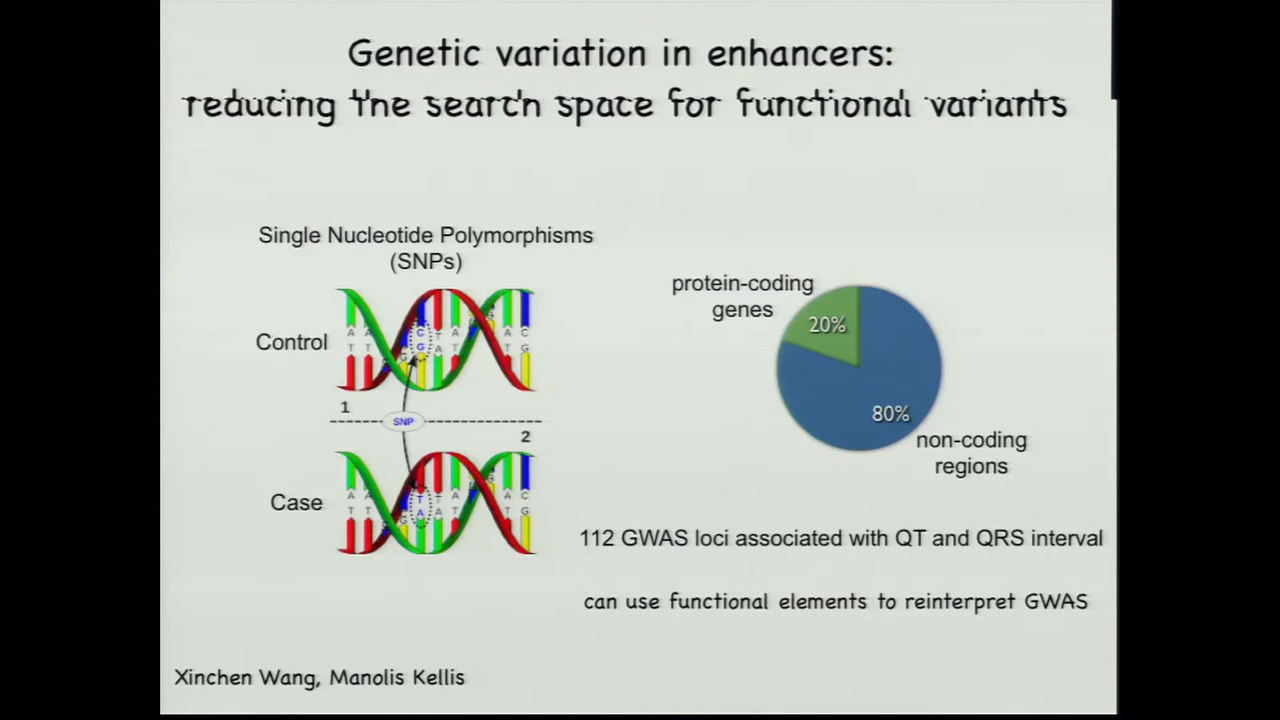 Genetic variation in enhancers:
reducing the search space for functional variants
Single Nucleotide Polymorphisms
(SNPs)
protein-coding
genes
20%
80%
non-coding
regions
Control
A A C T A A C
T T G G A T T G
1
SNP
2
Case
A A T T A A C
T T G A A T T G
112 GWAS loci associated with QT and QRS interval
can use functional elements to reinterpret GWAS
Xinchen Wang, Manolis Kellis